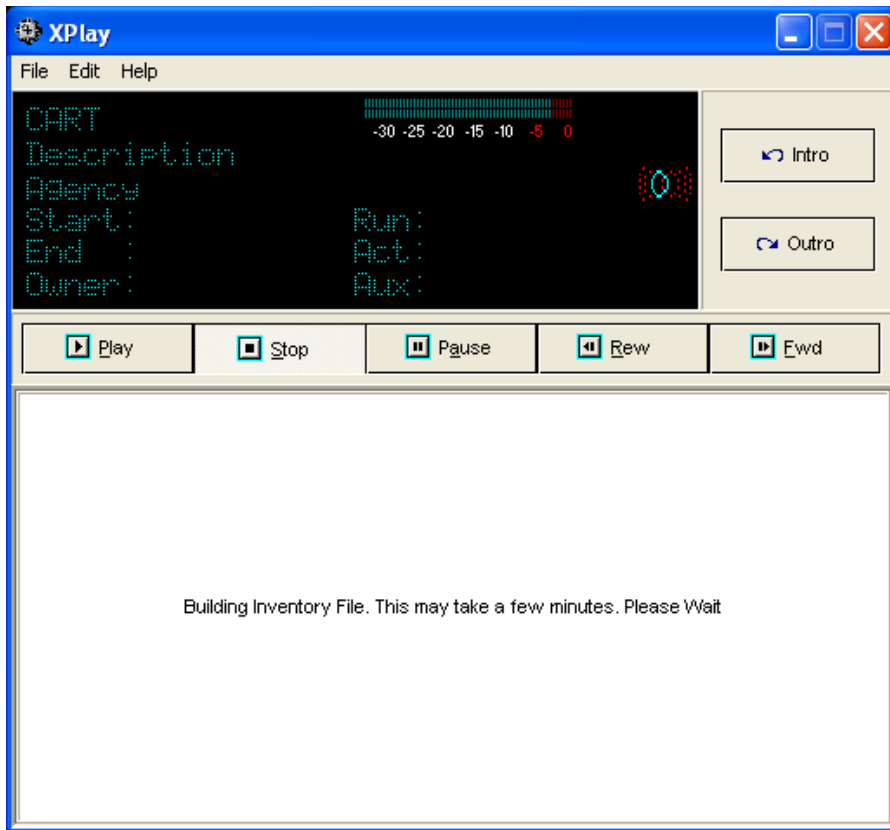 XPlay
File Edit Help
CART
-30 -25 -20 -15 -10 -5 0
Description
Agency
Start: Run:
End : Act:
Owner: Aux:
Intro
Outro
Play Stop Pause Rew Fwd
Building Inventory File. This may take a few minutes. Please Wait